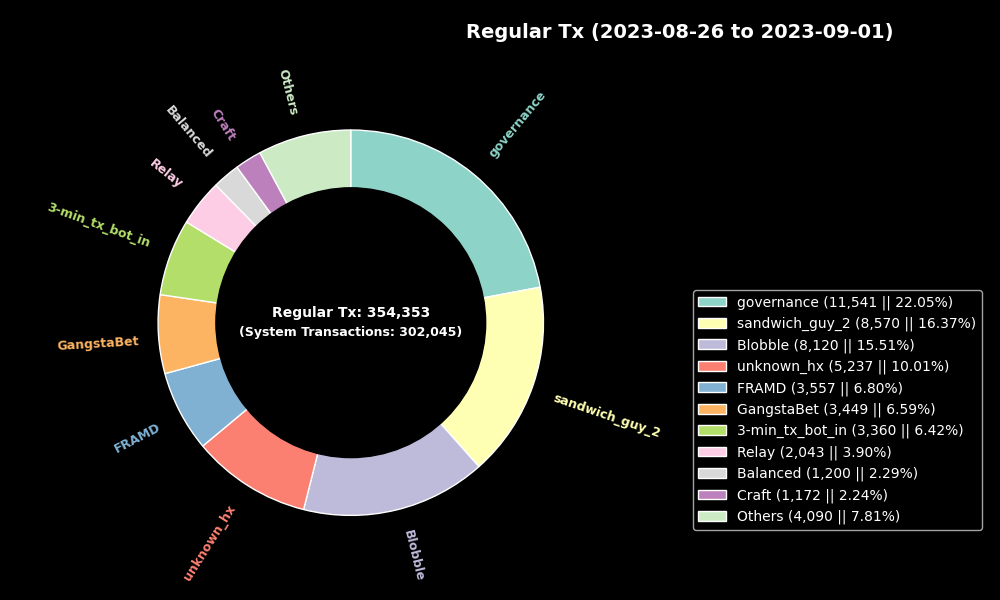 Regular Tx (2023-08-26 to 2023-09-01)
Others
governance
Craft
Balanced
Relay
3-min_tx_bot_in
GangstaBet
FRAMD
unknown_hx
Blobble
sandwich_guy_2
Regular Tx: 354,353
(System Transactions: 302,045)
governance (11,541 || 22.05%)
sandwich_guy_2 (8,570 || 16.37%)
Blobble (8,120 || 15.51%)
unknown_hx (5,237 || 10.01%)
FRAMD (3,557 || 6.80%)
GangstaBet (3,449 || 6.59%)
3-min_tx_bot_in (3,360 || 6.42%)
Relay (2,043 || 3.90%)
Balanced (1,200 || 2.29%)
Craft (1,172 || 2.24%)
Others (4,090 || 7.81%)